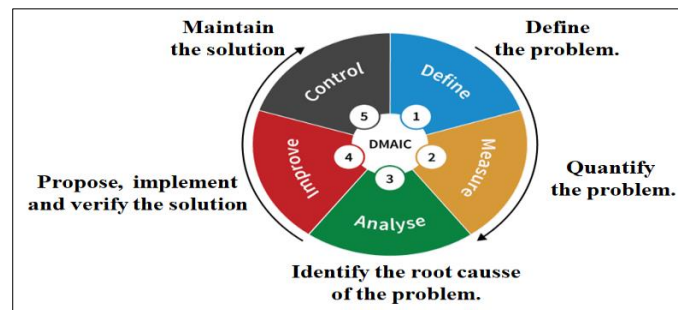 Maintain
the solution
Define
the problem.
Control
Define
5
1
DMAIC
4
2
3
Improve
Measure
Analyse
Propose, implement
and verify the solution
Quantify
the problem.
Identify the root causse
of the problem.